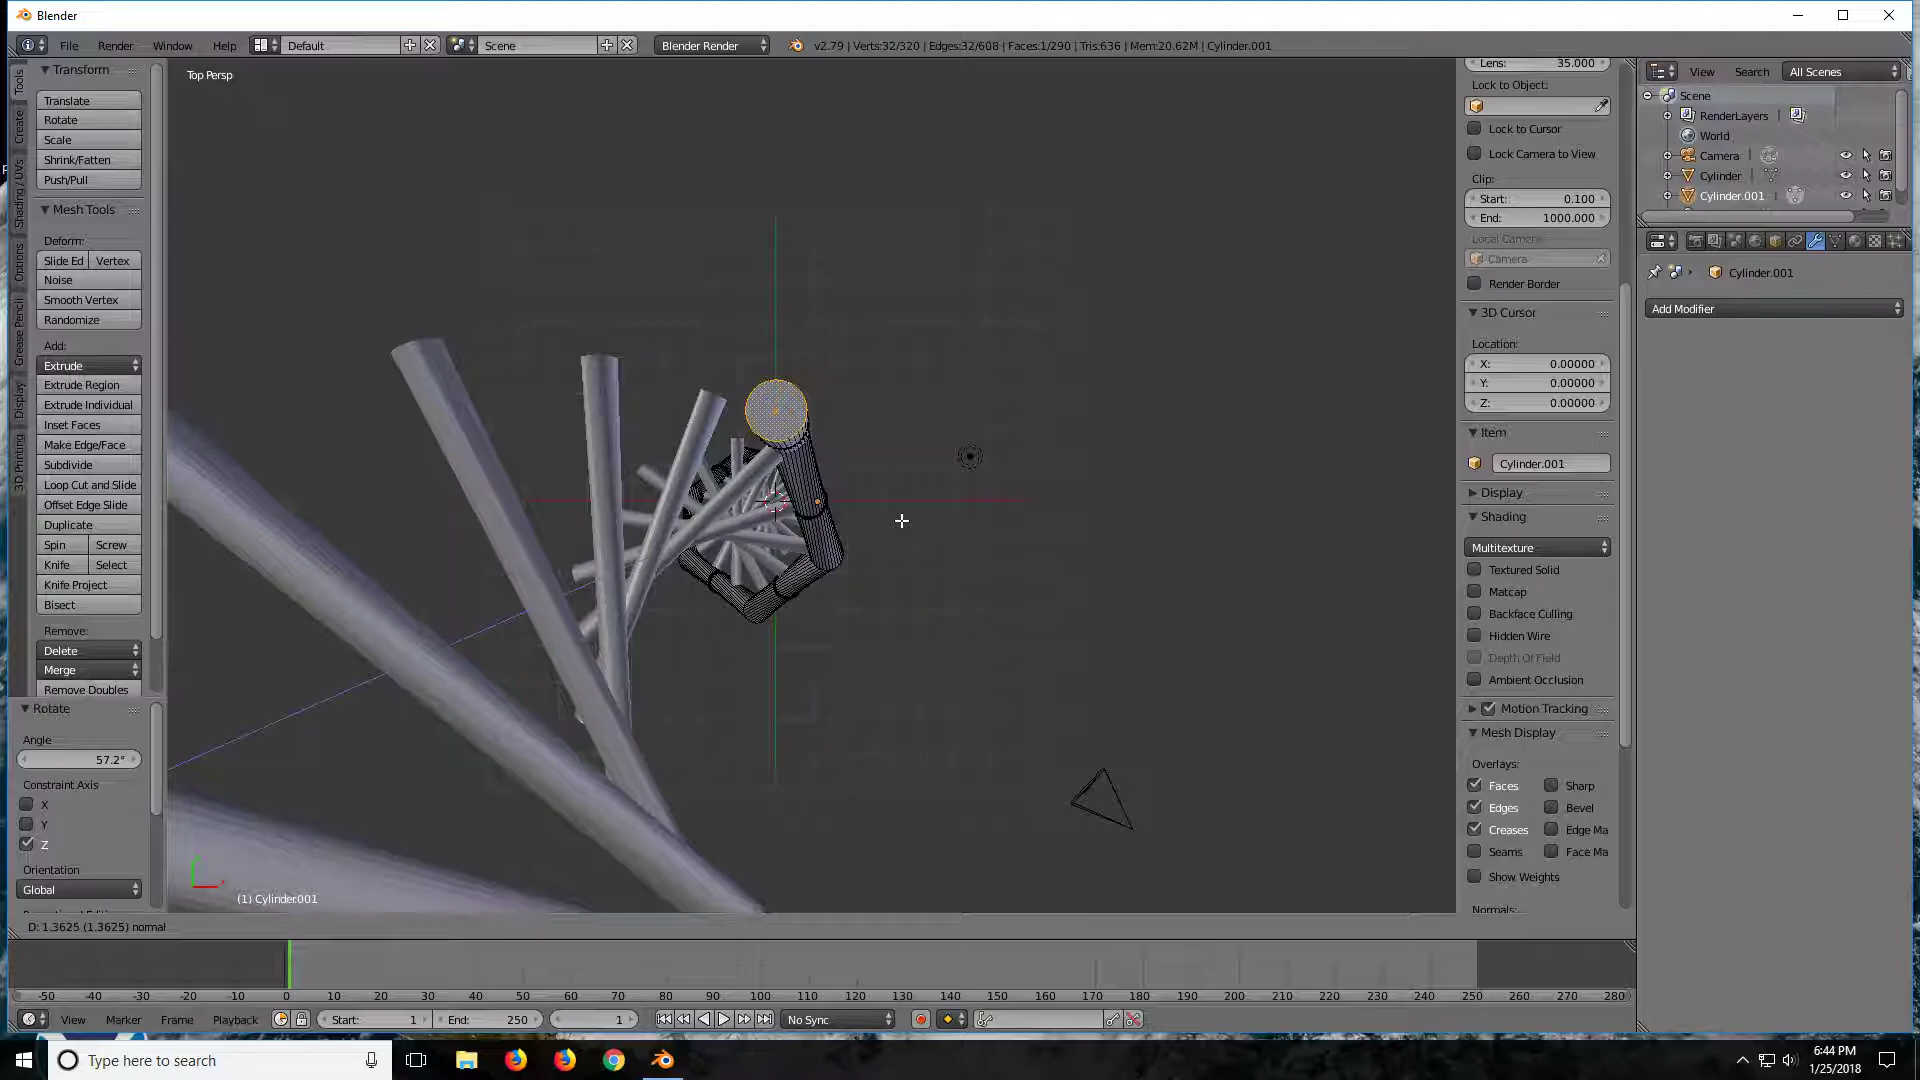 Blender
File Render Window Help Default Scene Blender Render v2.79 | Verts:32/320 | Edges:32/608 | Faces:1/290 | Tris:636 | Mem:20.62M | Cylinder.001
Tools
Create
Shading / UVs
Options
Grease Pencil
Display
3D Printing
Transform
Translate
Rotate
Scale
Shrink/Fatten
Push/Pull
Mesh Tools
Deform:
Slide Ed Vertex
Noise
Smooth Vertex
Randomize
Add:
Extrude
Extrude Region
Extrude Individual
Inset Faces
Make Edge/Face
Subdivide
Loop Cut and Slide
Offset Edge Slide
Duplicate
Spin Screw
Knife Select
Knife Project
Bisect
Remove:
Delete
Merge
Remove Doubles
Rotate
Angle
57.2°
Constraint Axis
X
Y
Z
Orientation
Global
Top Persp
(1) Cylinder.001
D: 1.3625 (1.3625) normal
Lens: 35.000
Lock to Object:
Lock to Cursor
Lock Camera to View
Clip:
Start: 0.100
End: 1000.000
Local Camera:
Camera
Render Border
3D Cursor
Location:
X: 0.00000
Y: 0.00000
Z: 0.00000
Item
Cylinder.001
Display
Shading
Multitexture
Textured Solid
Matcap
Backface Culling
Hidden Wire
Depth Of Field
Ambient Occlusion
Motion Tracking
Mesh Display
Overlays:
Faces Sharp
Edges Bevel
Creases Edge Ma
Seams Face Ma
Show Weights
Normals:
View Search All Scenes
Scene
RenderLayers
World
Camera
Cylinder
Cylinder.001
Cylinder.001
Add Modifier
-50 -40 -30 -20 -10 0 10 20 30 40 50 60 70 80 90 100 110 120 130 140 150 160 170 180 190 200 210 220 230 240 250 260 270 280
View Marker Frame Playback Start: 1 End: 250 1 No Sync
Type here to search
6:44 PM
1/25/2018